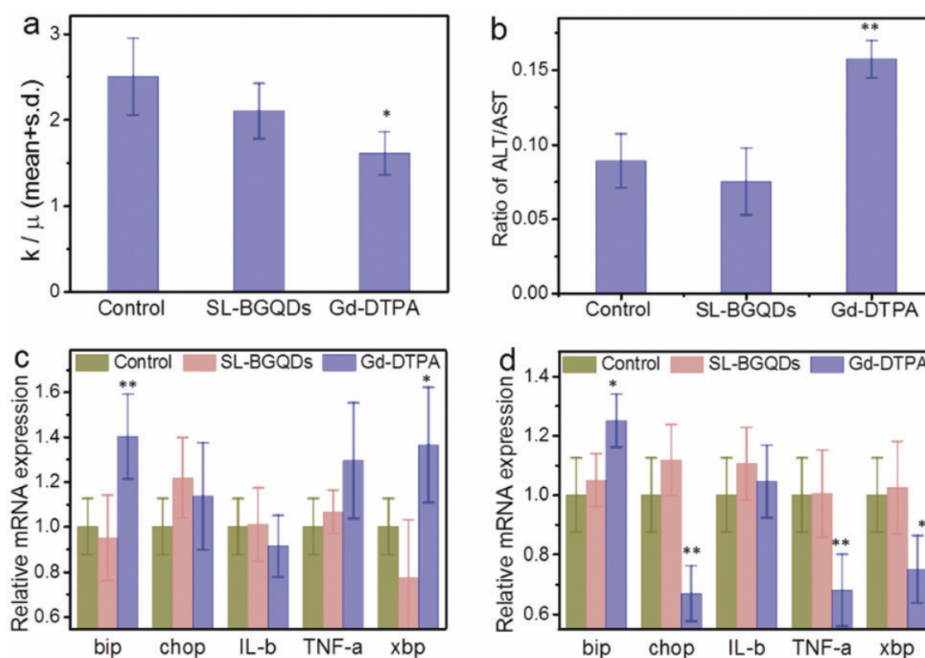 a
k / μ (mean+s.d.)
3
2
1
0
Control SL-BGQDs Gd-DTPA
*
b
Ratio of ALT/AST
0.15
0.10
0.05
0.00
Control SL-BGQDs Gd-DTPA
**
c
Control SL-BGQDs Gd-DTPA
Relative mRNA expression
1.6
1.4
1.2
1.0
0.8
0.6
** *
bip chop IL-b TNF-a xbp
d
Control SL-BGQDs Gd-DTPA
Relative mRNA expression
1.4
1.2
1.0
0.8
0.6
* ** ** *
bip chop IL-b TNF-a xbp